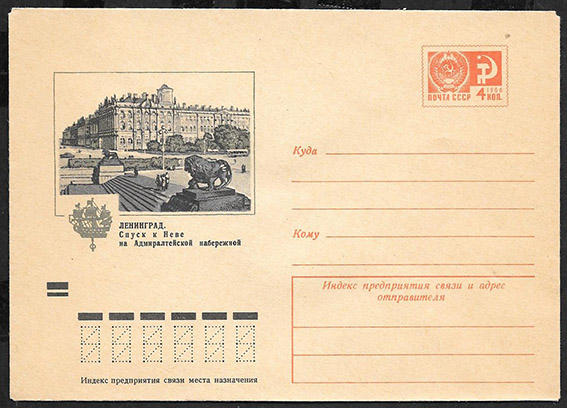 1966
ПОЧТА СССР 4 КОП.
Куда
ЛЕНИНГРАД.
Спуск к Неве
на Адмиралтейской набережной
Кому
Индекс предприятия связи и адрес
отправителя
Индекс предприятия связи места назначения